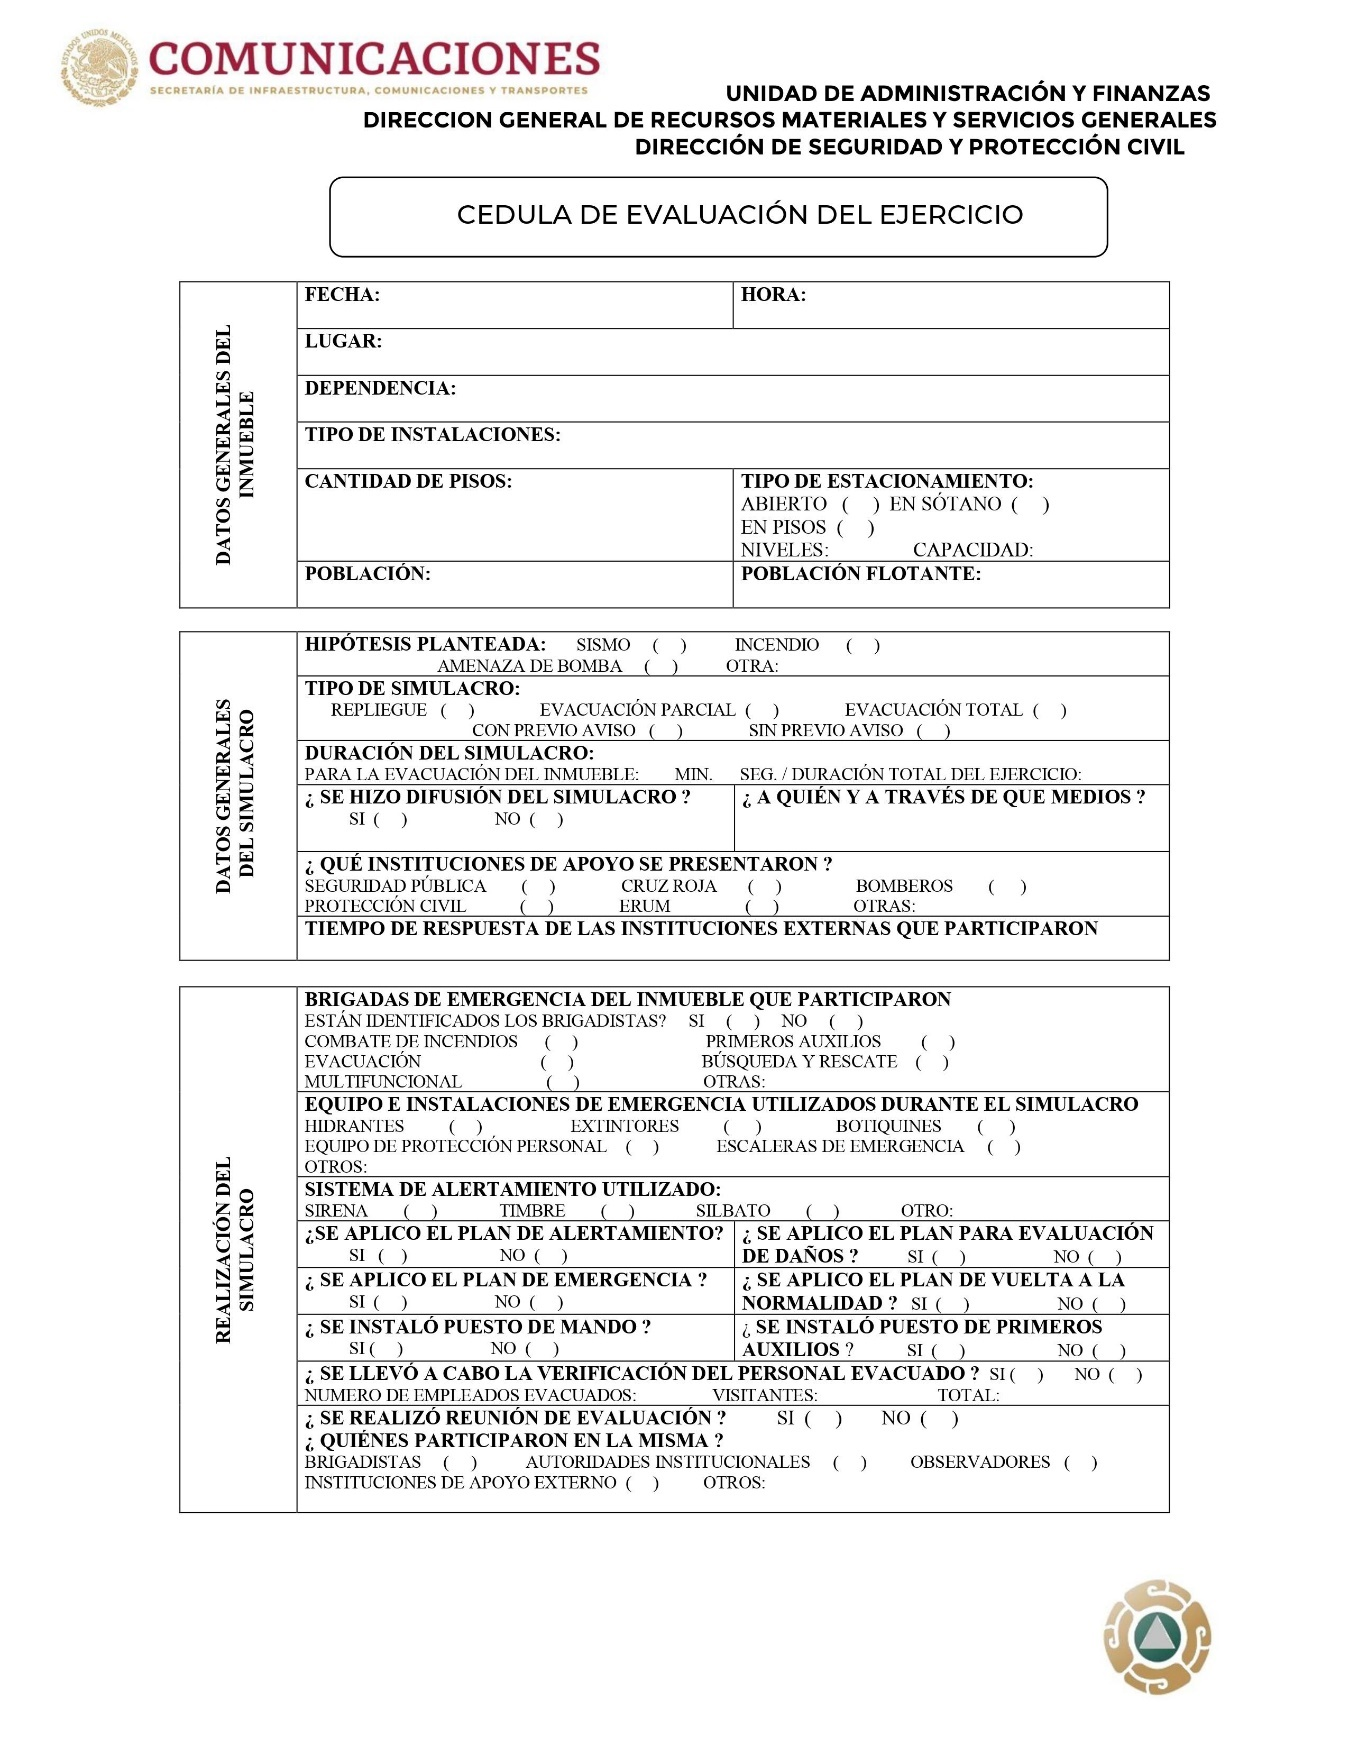 COMUNICACIONES
SECRETARÍA DE INFRAESTRUCTURA, COMUNICACIONES Y TRANSPORTES
UNIDAD DE ADMINISTRACIÓN Y FINANZAS
DIRECCION GENERAL DE RECURSOS MATERIALES Y SERVICIOS GENERALES
DIRECCIÓN DE SEGURIDAD Y PROTECCIÓN CIVIL
CEDULA DE EVALUACIÓN DEL EJERCICIO
DATOS GENERALES DEL
INMUEBLE
FECHA: HORA:
LUGAR:
DEPENDENCIA:
TIPO DE INSTALACIONES:
CANTIDAD DE PISOS: TIPO DE ESTACIONAMIENTO:
ABIERTO ( ) EN SÓTANO ( )
EN PISOS ( )
NIVELES: CAPACIDAD:
POBLACIÓN: POBLACIÓN FLOTANTE:
DATOS GENERALES
DEL SIMULACRO
HIPÓTESIS PLANTEADA: SISMO ( ) INCENDIO ( )
AMENAZA DE BOMBA ( ) OTRA:
TIPO DE SIMULACRO:
REPLIEGUE ( ) EVACUACIÓN PARCIAL ( ) EVACUACIÓN TOTAL ( )
CON PREVIO AVISO ( ) SIN PREVIO AVISO ( )
DURACIÓN DEL SIMULACRO:
PARA LA EVACUACIÓN DEL INMUEBLE: MIN. SEG. / DURACIÓN TOTAL DEL EJERCICIO:
¿ SE HIZO DIFUSIÓN DEL SIMULACRO ? ¿ A QUIÉN Y A TRAVÉS DE QUE MEDIOS ?
SI ( ) NO ( )
¿ QUÉ INSTITUCIONES DE APOYO SE PRESENTARON ?
SEGURIDAD PÚBLICA ( ) CRUZ ROJA ( ) BOMBEROS ( )
PROTECCIÓN CIVIL ( ) ERUM ( ) OTRAS:
TIEMPO DE RESPUESTA DE LAS INSTITUCIONES EXTERNAS QUE PARTICIPARON
REALIZACIÓN DEL
SIMULACRO
BRIGADAS DE EMERGENCIA DEL INMUEBLE QUE PARTICIPARON
ESTÁN IDENTIFICADOS LOS BRIGADISTAS? SI ( ) NO ( )
COMBATE DE INCENDIOS ( ) PRIMEROS AUXILIOS ( )
EVACUACIÓN ( ) BÚSQUEDA Y RESCATE ( )
MULTIFUNCIONAL ( ) OTRAS:
EQUIPO E INSTALACIONES DE EMERGENCIA UTILIZADOS DURANTE EL SIMULACRO
HIDRANTES ( ) EXTINTORES ( ) BOTIQUINES ( )
EQUIPO DE PROTECCIÓN PERSONAL ( ) ESCALERAS DE EMERGENCIA ( )
OTROS:
SISTEMA DE ALERTAMIENTO UTILIZADO:
SIRENA ( ) TIMBRE ( ) SILBATO ( ) OTRO:
¿SE APLICO EL PLAN DE ALERTAMIENTO? ¿ SE APLICO EL PLAN PARA EVALUACIÓN
SI ( ) NO ( ) DE DAÑOS ? SI ( ) NO ( )
¿ SE APLICO EL PLAN DE EMERGENCIA ? ¿ SE APLICO EL PLAN DE VUELTA A LA
SI ( ) NO ( ) NORMALIDAD ? SI ( ) NO ( )
¿ SE INSTALÓ PUESTO DE MANDO ? ¿ SE INSTALÓ PUESTO DE PRIMEROS
SI ( ) NO ( ) AUXILIOS ? SI ( ) NO ( )
¿ SE LLEVÓ A CABO LA VERIFICACIÓN DEL PERSONAL EVACUADO ? SI ( ) NO ( )
NUMERO DE EMPLEADOS EVACUADOS: VISITANTES: TOTAL:
¿ SE REALIZÓ REUNIÓN DE EVALUACIÓN ? SI ( ) NO ( )
¿ QUIÉNES PARTICIPARON EN LA MISMA ?
BRIGADISTAS ( ) AUTORIDADES INSTITUCIONALES ( ) OBSERVADORES ( )
INSTITUCIONES DE APOYO EXTERNO ( ) OTROS: